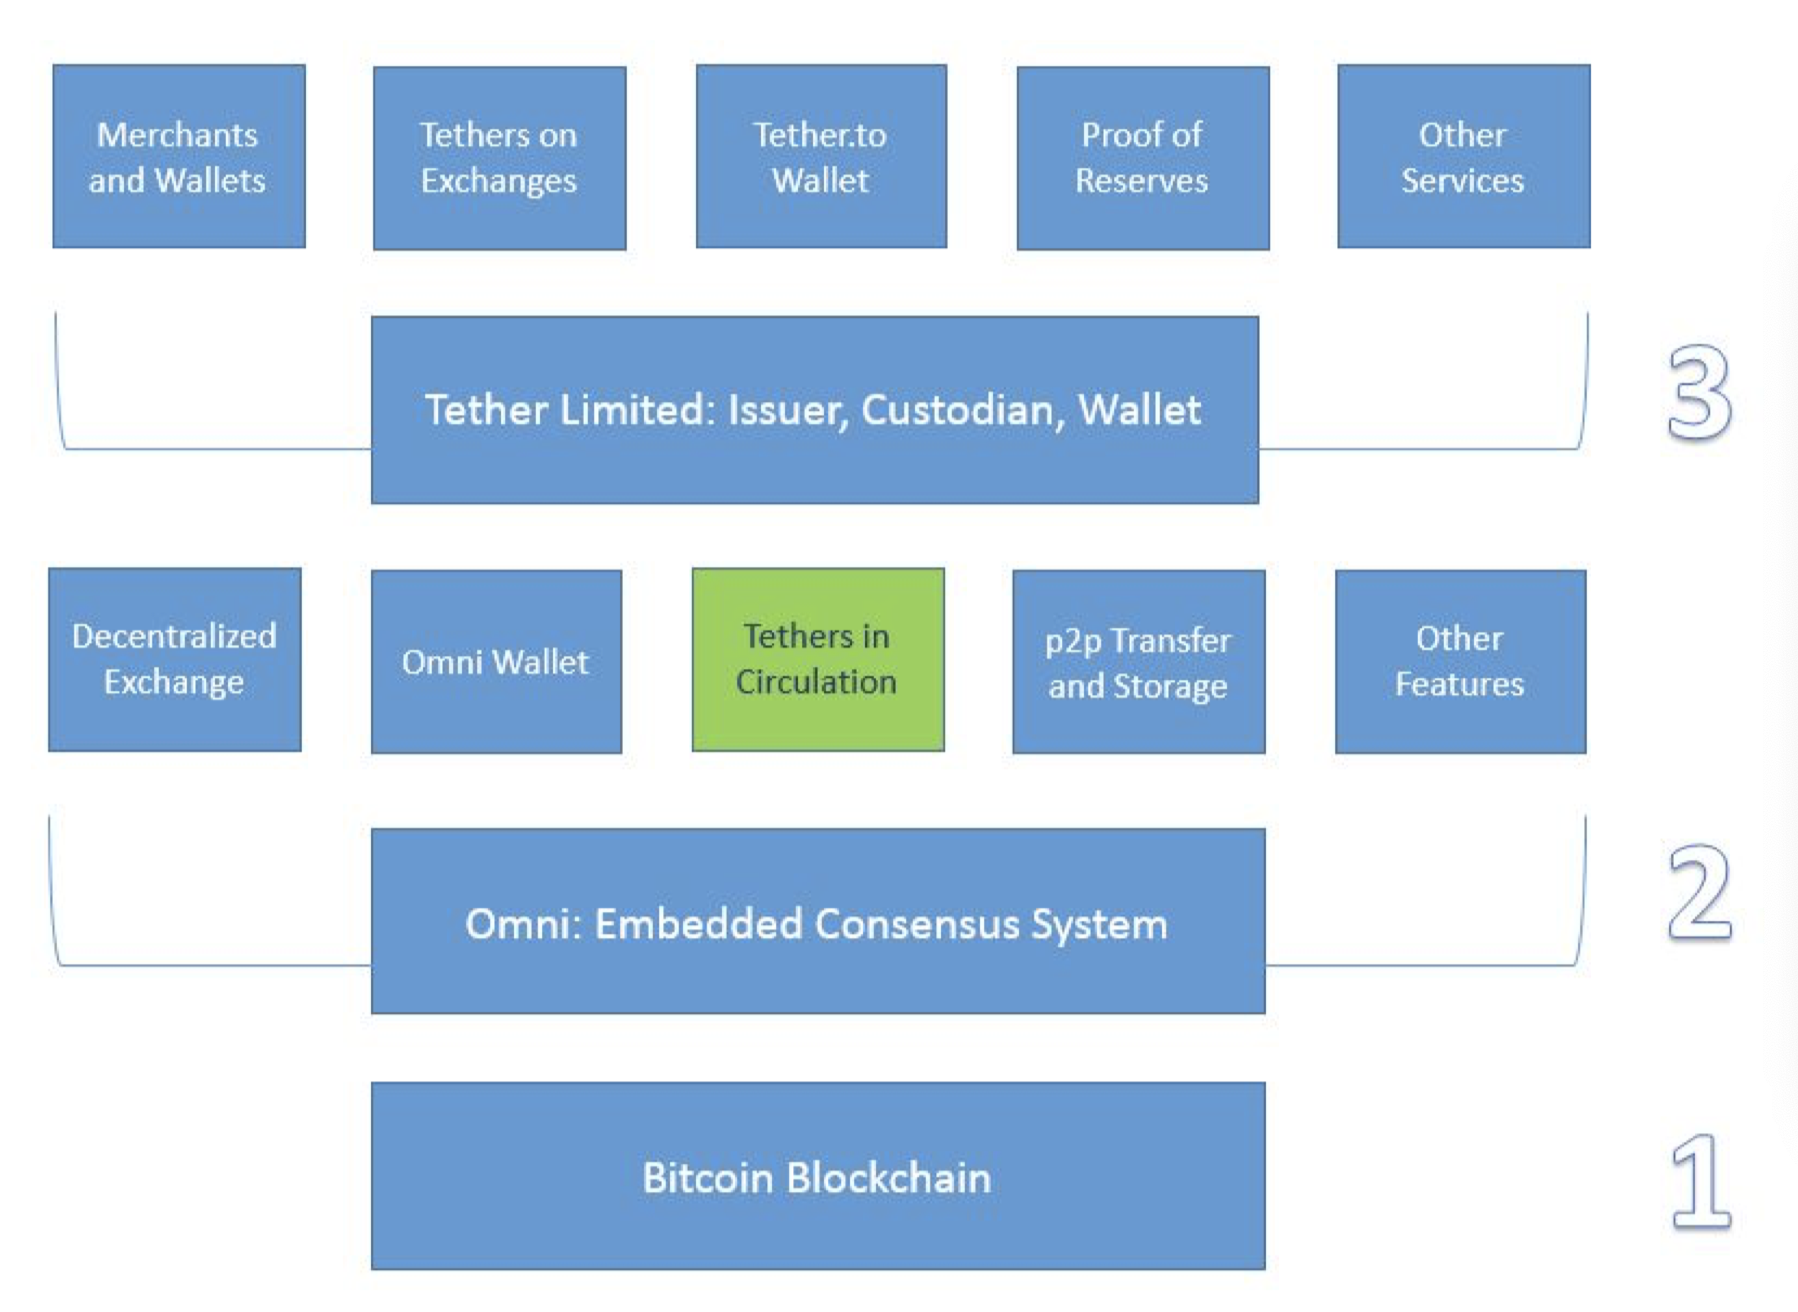 Merchants
and Wallets
Tethers on
Exchanges
Tether.to
Wallet
Proof of
Reserves
Other
Services
Tether Limited: Issuer, Custodian, Wallet
3
Decentralized
Exchange
Omni Wallet
Tethers in
Circulation
p2p Transfer
and Storage
Other
Features
Omni: Embedded Consensus System
2
Bitcoin Blockchain
1